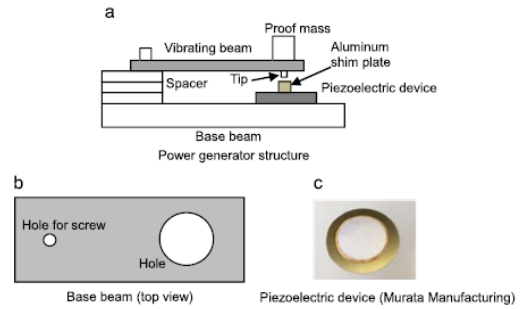 a
Proof mass
Vibrating beam
Aluminum
shim plate
Tip
Spacer
Piezoelectric device
Base beam
Power generator structure
b
c
Hole for screw
Hole
Base beam (top view)
Piezoelectric device (Murata Manufacturing)